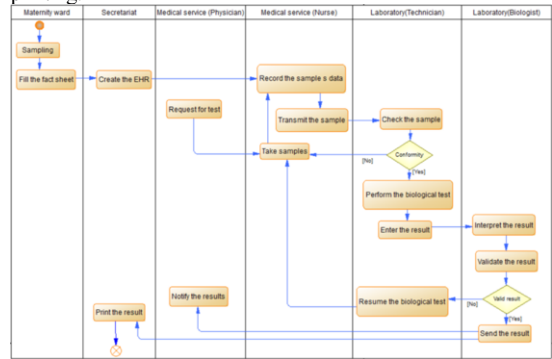 Maternity ward
Secretariat
Medical service (Physician)
Medical service (Nurse)
Laboratory(Technician)
Laboratory(Biologist)
Sampling
Fill the fact sheet
Create the EHR
Record the sample s data
Request for test
Transmit the sample
Check the sample
Take samples
Conformity
[No]
[Yes]
Perform the biological test
Enter the result
Interpret the result
Validate the result
Notify the results
Resume the biological test
[No]
Valid result
Print the result
[Yes]
Send the result